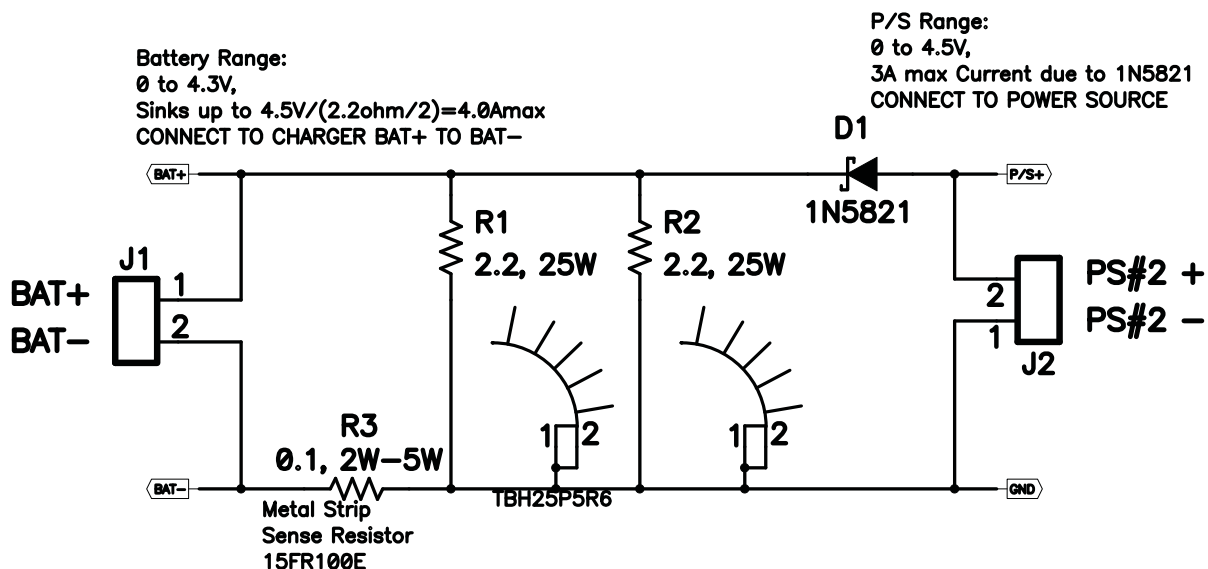 P/S Range:
0 to 4.5V,
3A max Current due to 1N5821
CONNECT TO POWER SOURCE
Battery Range:
0 to 4.3V,
Sinks up to 4.5V/(2.2ohm/2)=4.0Amax
CONNECT TO CHARGER BAT+ TO BAT-
D1
1N5821
BAT+
P/S+
R1
2.2, 25W
R2
2.2, 25W
J1
BAT+ 1
BAT- 2
2 PS#2 +
1 PS#2 -
J2
R3
0.1, 2W-5W
1 2
1 2
BAT-
GND
TBH25P5R6
Metal Strip
Sense Resistor
15FR100E